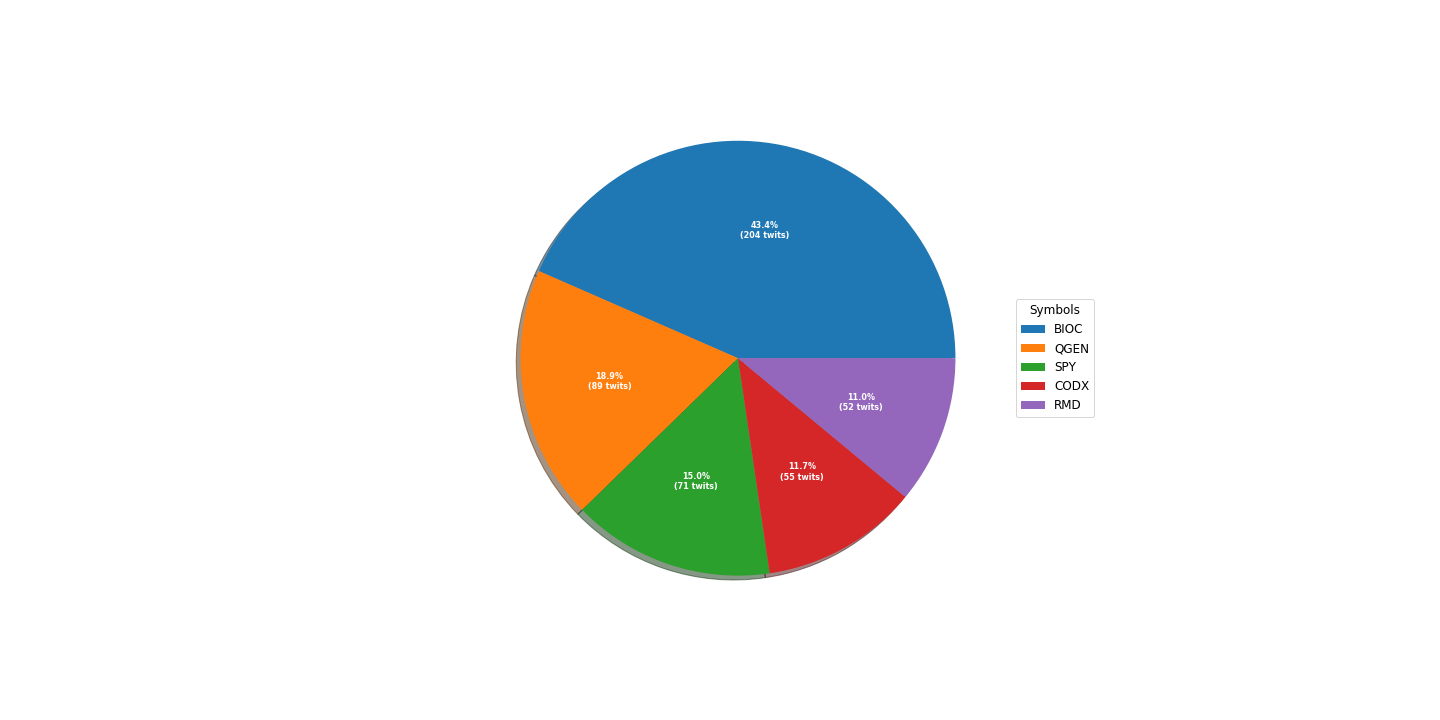 43.4%
(204 twits)
18.9%
(89 twits)
15.0%
(71 twits)
11.7%
(55 twits)
11.0%
(52 twits)
Symbols
BIOC
QGEN
SPY
CODX
RMD